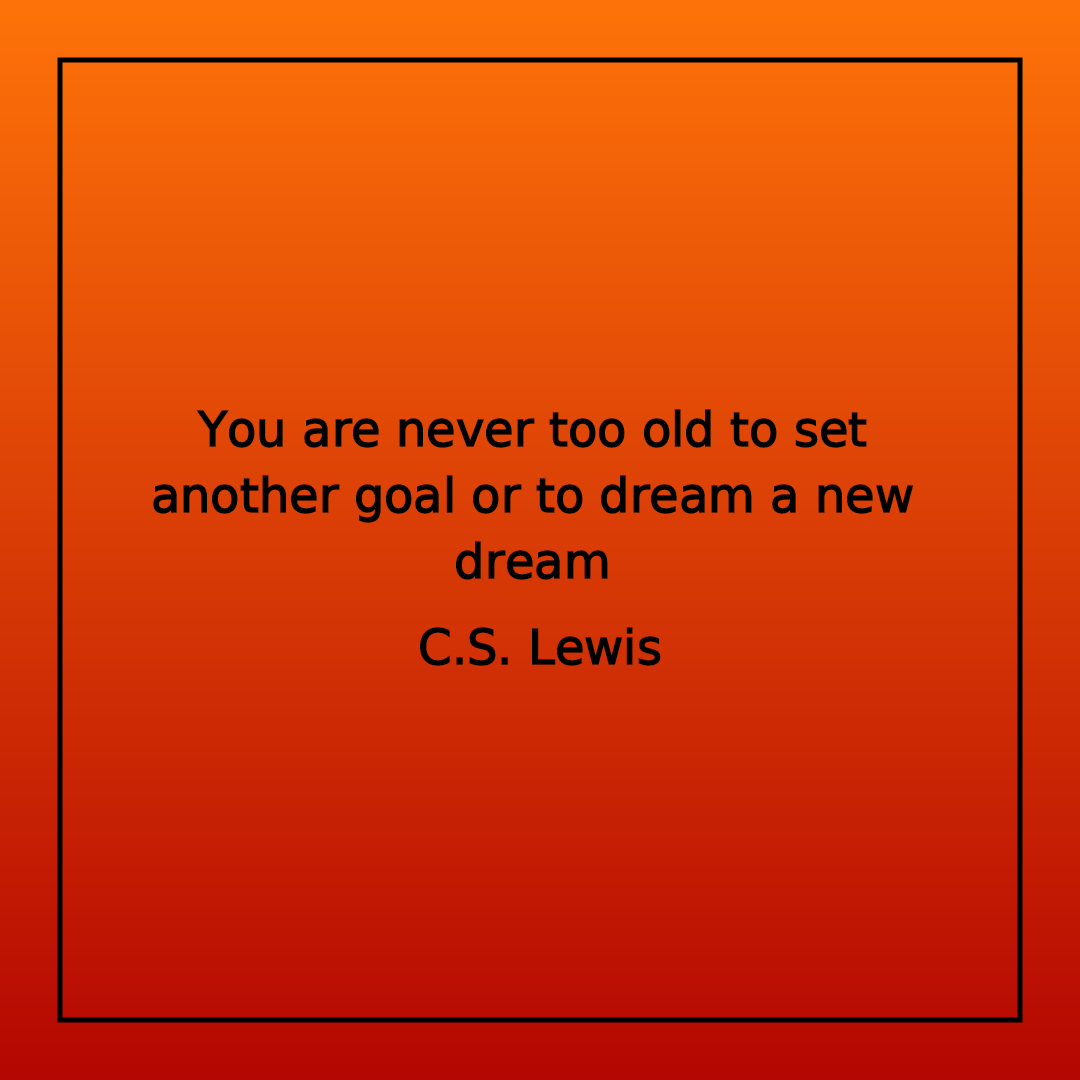 You are never too old to set
another goal or to dream a new
dream
C.S. Lewis